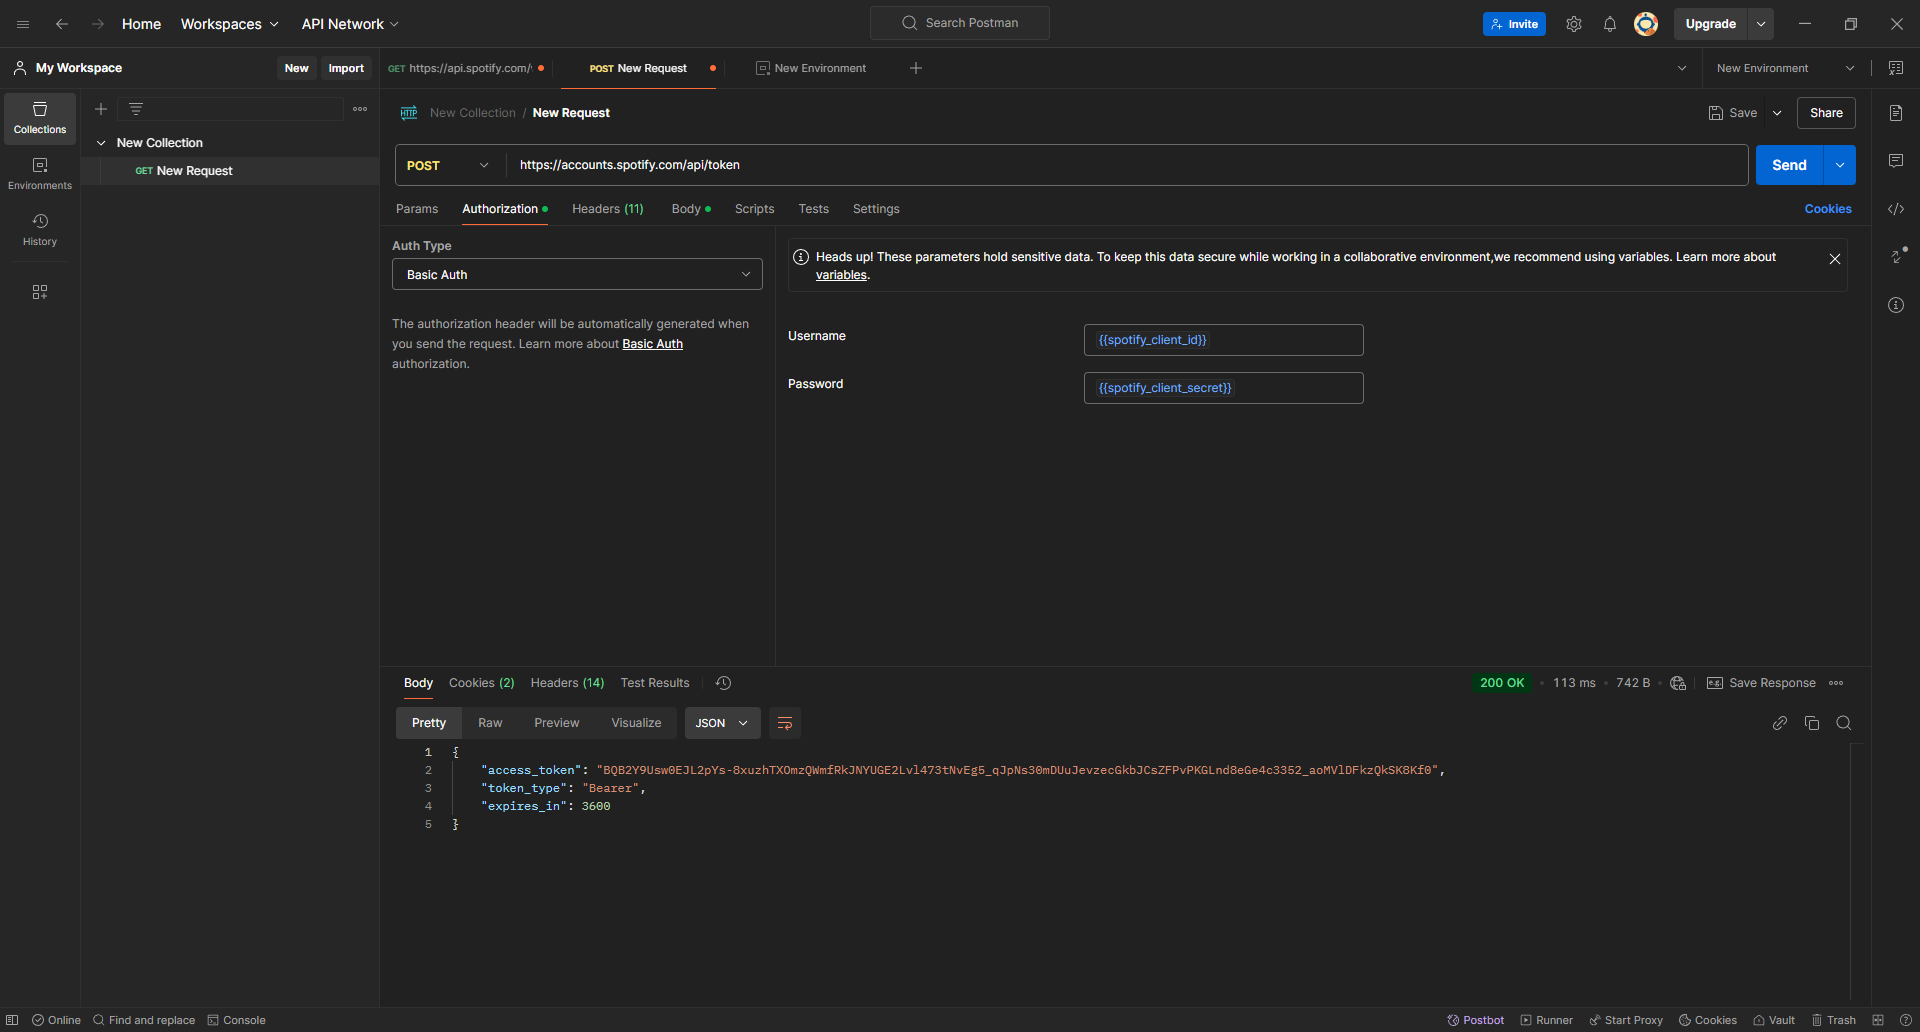 Home Workspaces API Network Search Postman Invite Upgrade
My Workspace New Import GET https://api.spotify.com/ POST New Request New Environment New Environment
Collections
Environments
History
New Collection
GET New Request
HTTP New Collection / New Request Save Share
POST https://accounts.spotify.com/api/token Send
Params Authorization Headers (11) Body Scripts Tests Settings Cookies
Auth Type
Basic Auth
The authorization header will be automatically generated when
you send the request. Learn more about Basic Auth
authorization.
Heads up! These parameters hold sensitive data. To keep this data secure while working in a collaborative environment,we recommend using variables. Learn more about
variables.
Username {{spotify_client_id}}
Password {{spotify_client_secret}}
Body Cookies (2) Headers (14) Test Results 200 OK • 113 ms • 742 B • e.g. Save Response
Pretty Raw Preview Visualize JSON
1 {
2 "access_token": "BQB2Y9Usw0EJL2pYs-8xuzhTXOmzQWmfRkJNYUGE2Lvl473tNvEg5_qJpNs30mDUuJevzecGkbJCsZFPvPKGLnd8eGe4c3352_aoMVlDFkzQkSK8Kf0",
3 "token_type": "Bearer",
4 "expires_in": 3600
5 }
Online Find and replace Console Postbot Runner Start Proxy Cookies Vault Trash